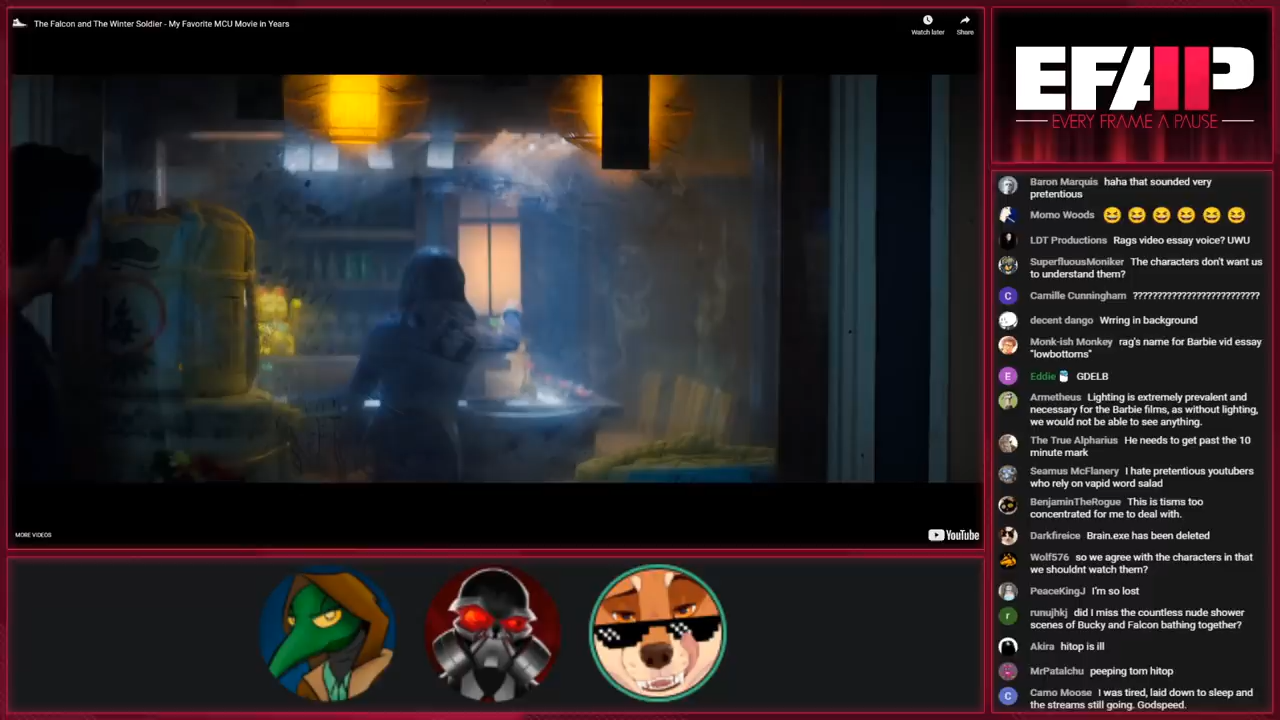 The Falcon and The Winter Soldier - My Favorite MCU Movie in Years
Watch later
Share
MORE VIDEOS
YouTube
EFAP
EVERY FRAME A PAUSE
Baron Marquis haha that sounded very
pretentious
Momo Woods 😆 😆 😆 😆 😆 😆
LDT Productions Rags video essay voice? UWU
SuperfluousMoniker The characters don't want us
to understand them?
C Camille Cunningham ??????????????????????????
decent dango Wrring in background
Monk-ish Monkey rag's name for Barbie vid essay
"lowbottoms"
E Eddie GDELB
Armetheus Lighting is extremely prevalent and
necessary for the Barbie films, as without lighting,
we would not be able to see anything.
The True Alpharius He needs to get past the 10
minute mark
Seamus McFlanery I hate pretentious youtubers
who rely on vapid word salad
BenjaminTheRogue This is tisms too
concentrated for me to deal with.
Darkfireice Brain.exe has been deleted
Wolf576 so we agree with the characters in that
we shouldnt watch them?
PeaceKingJ I'm so lost
r runujhkj did I miss the countless nude shower
scenes of Bucky and Falcon bathing together?
Akira hitop is ill
MrPatalchu peeping tom hitop
C Camo Moose I was tired, laid down to sleep and
the streams still going. Godspeed.